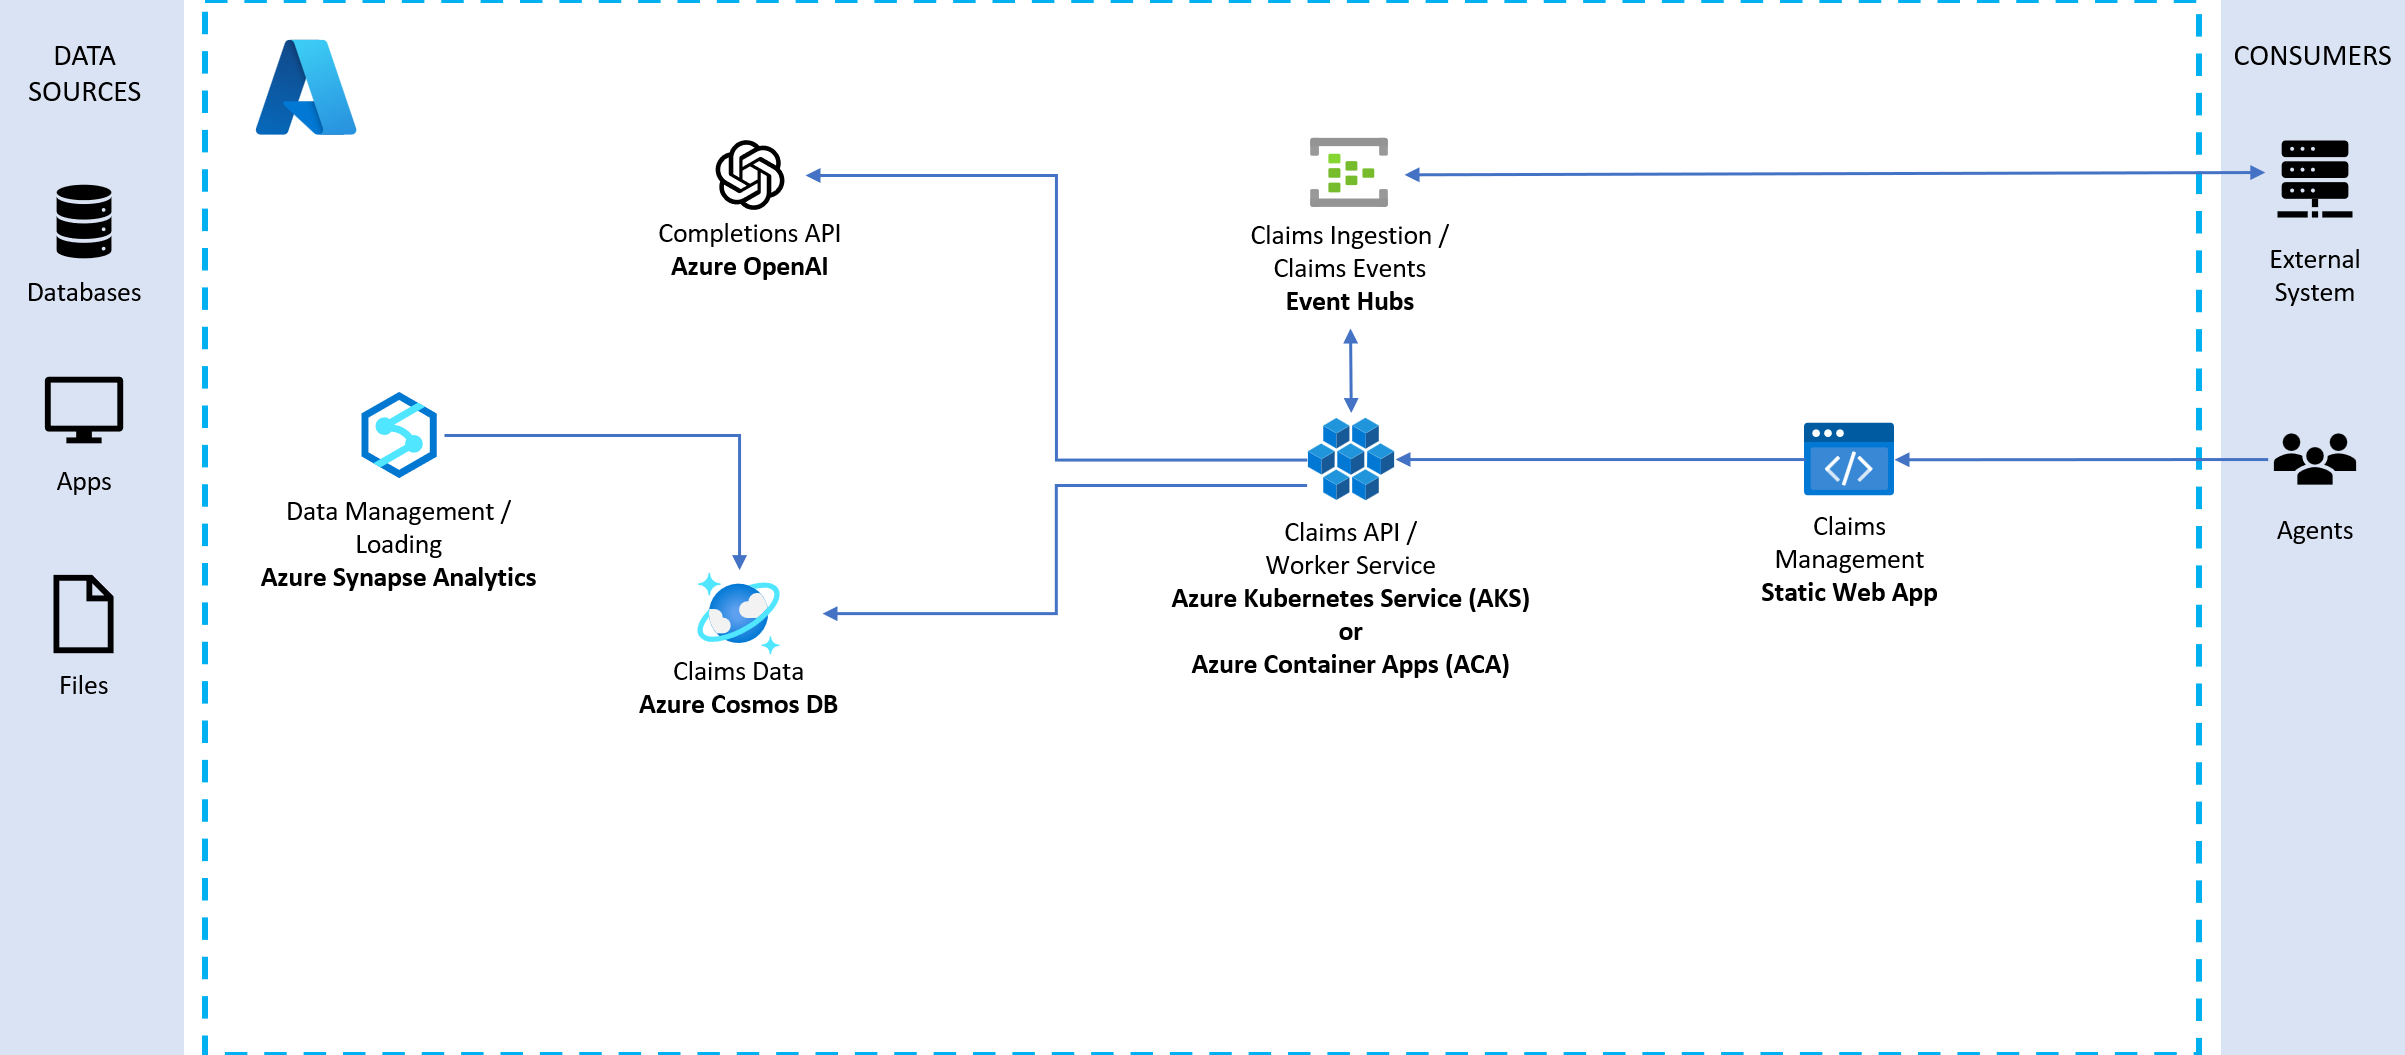 DATA
SOURCES
Databases
Apps
Files
Completions API
Azure OpenAI
Data Management /
Loading
Azure Synapse Analytics
Claims Data
Azure Cosmos DB
Claims Ingestion /
Claims Events
Event Hubs
Claims API /
Worker Service
Azure Kubernetes Service (AKS)
or
Azure Container Apps (ACA)
Claims
Management
Static Web App
CONSUMERS
External
System
Agents